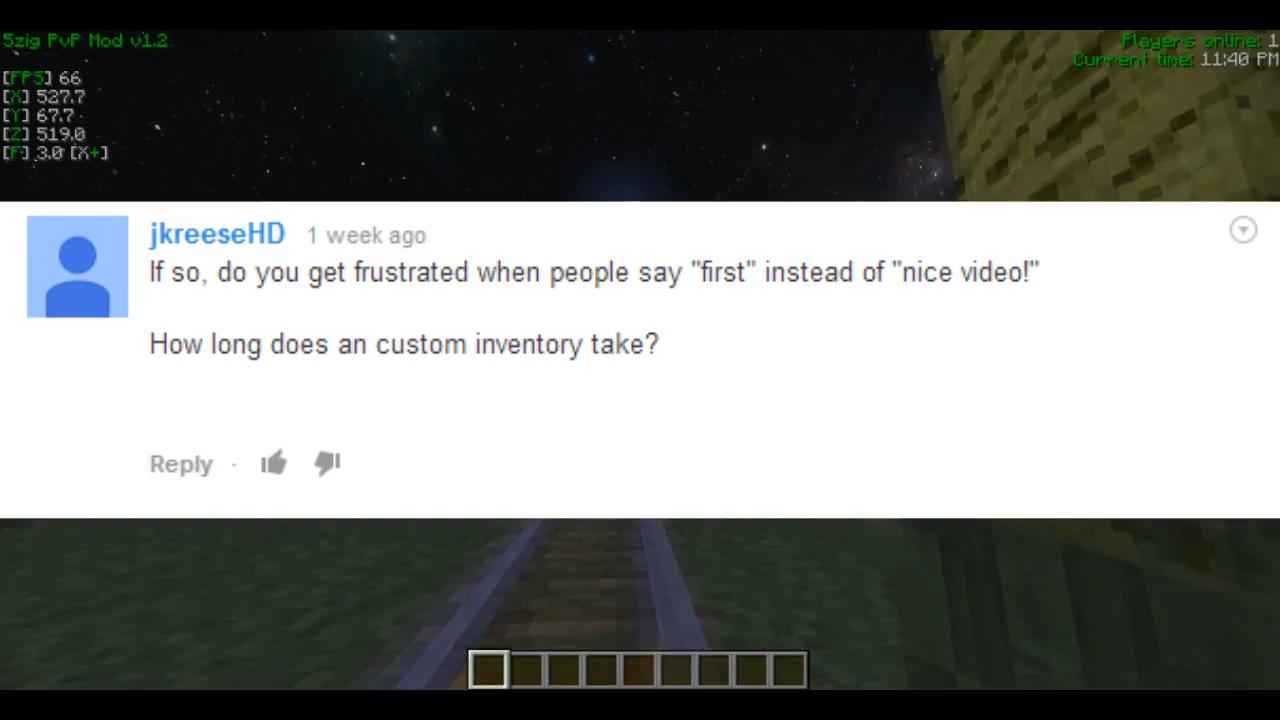 5zig PvP Mod v1.2
Players online: 1
Current time: 11:40 PM
[FPS] 66
[X] 527.7
[Y] 67.7
[Z] 519.0
[F] 3.0 [X+]
jkreeseHD 1 week ago
If so, do you get frustrated when people say "first" instead of "nice video!"
How long does an custom inventory take?
Reply ·